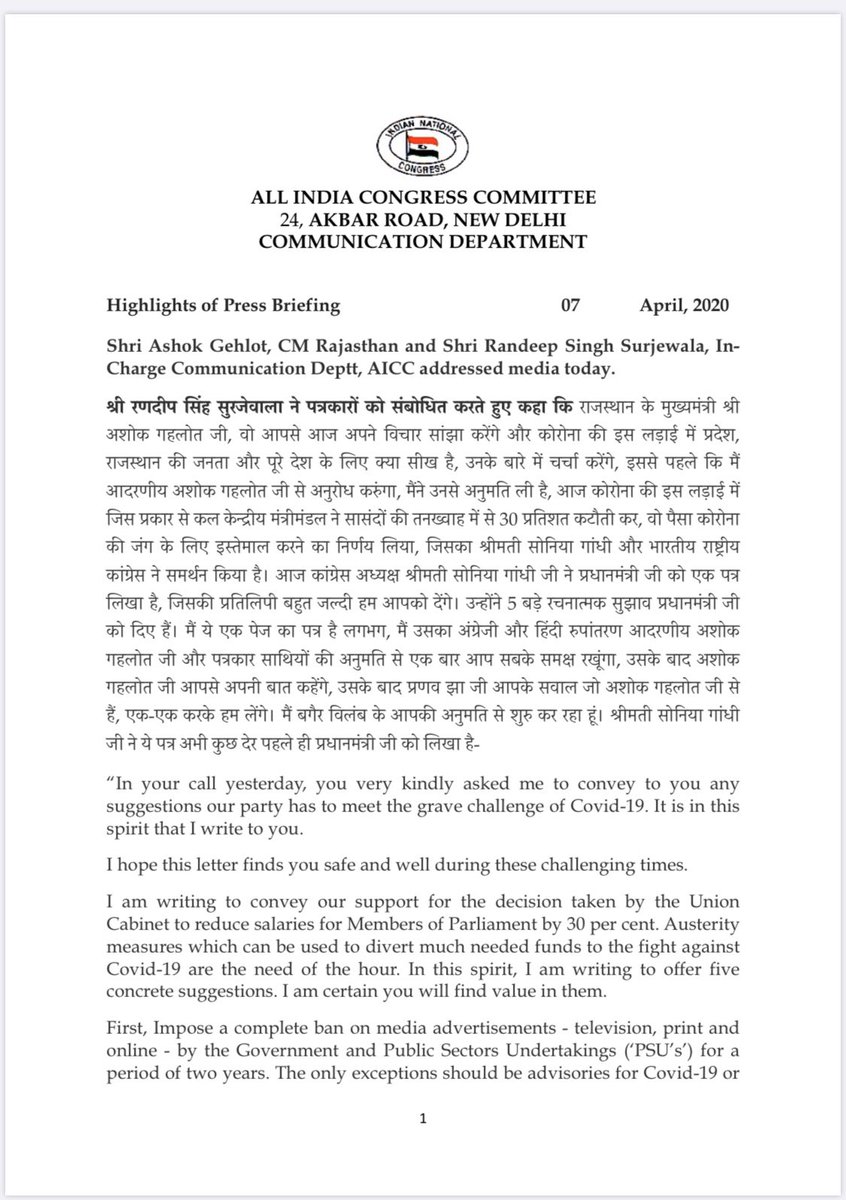 INDIAN NATIONAL
CONGRESS
ALL INDIA CONGRESS COMMITTEE
24, AKBAR ROAD, NEW DELHI
COMMUNICATION DEPARTMENT
Highlights of Press Briefing 07 April, 2020
Shri Ashok Gehlot, CM Rajasthan and Shri Randeep Singh Surjewala, In-
Charge Communication Deptt, AICC addressed media today.
श्री रणदीप सिंह सुरजेवाला ने पत्रकारों को संबोधित करते हुए कहा कि राजस्थान के मुख्यमंत्री श्री
अशोक गहलोत जी, वो आपसे आज अपने विचार सांझा करेंगे और कोरोना की इस लड़ाई में प्रदेश,
राजस्थान की जनता और पूरे देश के लिए क्या सीख है, उनके बारे में चर्चा करेंगे, इससे पहले कि मैं
आदरणीय अशोक गहलोत जी से अनुरोध करुंगा, मैंने उनसे अनुमति ली है, आज कोरोना की इस लड़ाई में
जिस प्रकार से कल केन्द्रीय मंत्रीमंडल ने सासंदों की तनख्वाह में से 30 प्रतिशत कटौती कर, वो पैसा कोरोना
की जंग के लिए इस्तेमाल करने का निर्णय लिया, जिसका श्रीमती सोनिया गांधी और भारतीय राष्ट्रीय
कांग्रेस ने समर्थन किया है। आज कांग्रेस अध्यक्ष श्रीमती सोनिया गांधी जी ने प्रधानमंत्री जी को एक पत्र
लिखा है, जिसकी प्रतिलिपी बहुत जल्दी हम आपको देंगे। उन्होंने 5 बड़े रचनात्मक सुझाव प्रधानमंत्री जी
को दिए हैं। मैं ये एक पेज का पत्र है लगभग, मैं उसका अंग्रेजी और हिंदी रुपांतरण आदरणीय अशोक
गहलोत जी और पत्रकार साथियों की अनुमति से एक बार आप सबके समक्ष रखूंगा, उसके बाद अशोक
गहलोत जी आपसे अपनी बात कहेंगे, उसके बाद प्रणव झा जी आपके सवाल जो अशोक गहलोत जी से
हैं, एक-एक करके हम लेंगे। मैं बगैर विलंब के आपकी अनुमति से शुरु कर रहा हूं। श्रीमती सोनिया गांधी
जी ने ये पत्र अभी कुछ देर पहले ही प्रधानमंत्री जी को लिखा है-
“In your call yesterday, you very kindly asked me to convey to you any
suggestions our party has to meet the grave challenge of Covid-19. It is in this
spirit that I write to you.
I hope this letter finds you safe and well during these challenging times.
I am writing to convey our support for the decision taken by the Union
Cabinet to reduce salaries for Members of Parliament by 30 per cent. Austerity
measures which can be used to divert much needed funds to the fight against
Covid-19 are the need of the hour. In this spirit, I am writing to offer five
concrete suggestions. I am certain you will find value in them.
First, Impose a complete ban on media advertisements - television, print and
online - by the Government and Public Sectors Undertakings (‘PSU’s’) for a
period of two years. The only exceptions should be advisories for Covid-19 or
1